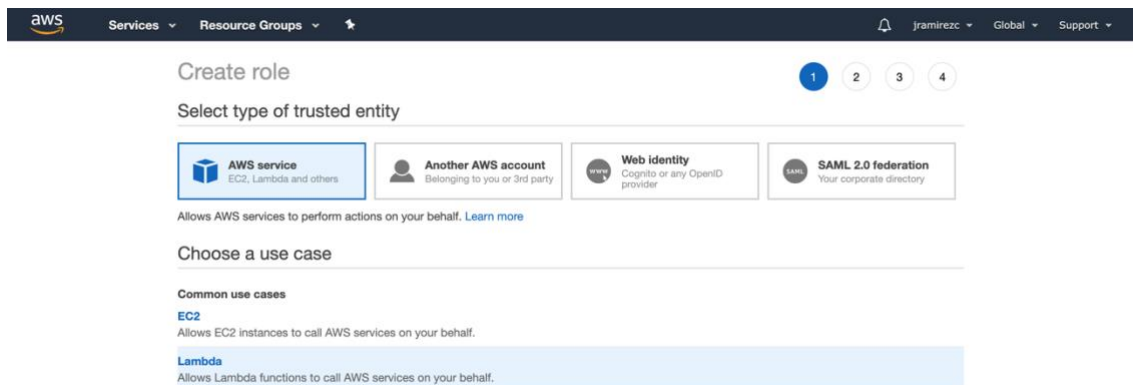 aws Services Resource Groups jramirezc Global Support
Create role 1 2 3 4
Select type of trusted entity
AWS service
EC2, Lambda and others
Another AWS account
Belonging to you or 3rd party
www
Web identity
Cognito or any OpenID
provider
SAML
SAML 2.0 federation
Your corporate directory
Allows AWS services to perform actions on your behalf. Learn more
Choose a use case
Common use cases
EC2
Allows EC2 instances to call AWS services on your behalf.
Lambda
Allows Lambda functions to call AWS services on your behalf.